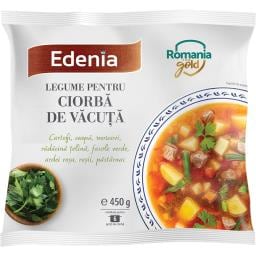 Edenia
Romania
gold
LEGUME PENTRU
CIORBĂ
DE VĂCUȚĂ
Cartofi, ceapă, morcovi,
rădăcină țelină, fasole verde,
ardei roșu, roșii, păstârnac
e 450 g
6